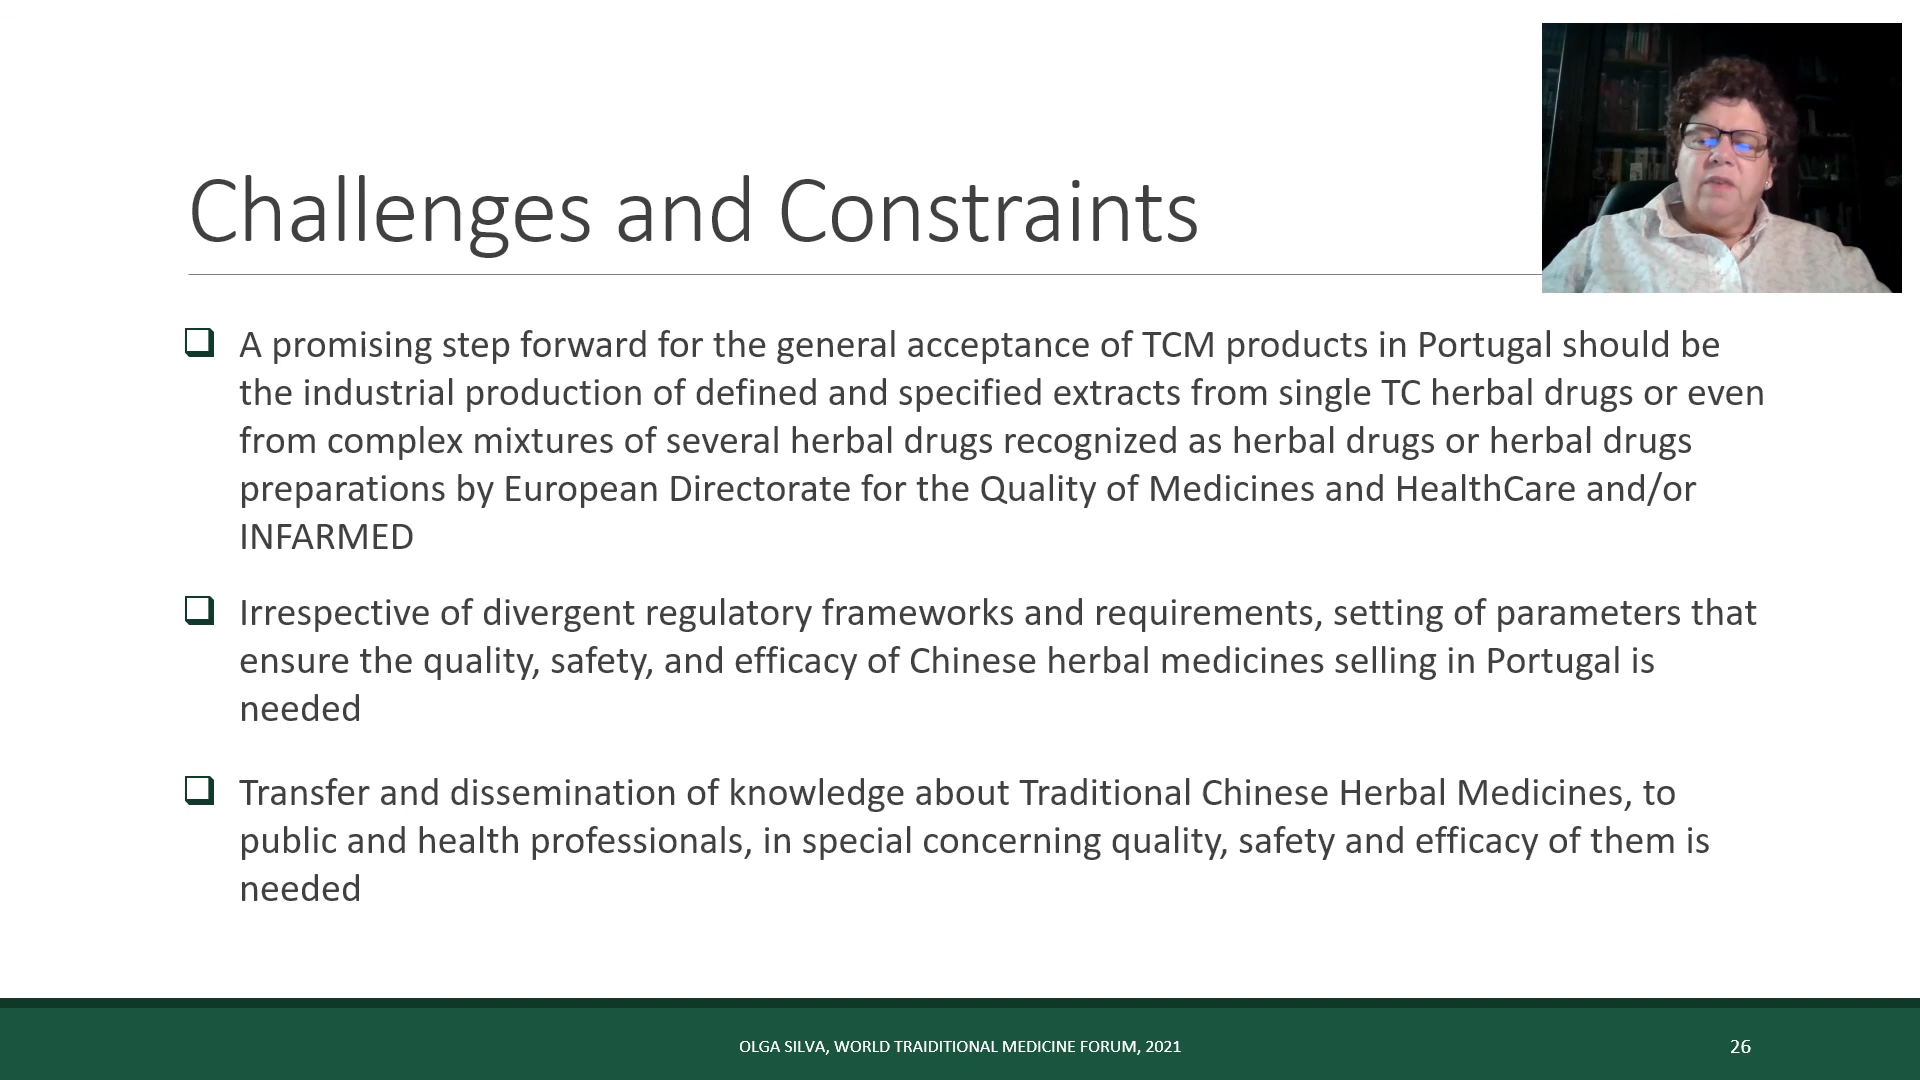 Challenges and Constraints
A promising step forward for the general acceptance of TCM products in Portugal should be
the industrial production of defined and specified extracts from single TC herbal drugs or even
from complex mixtures of several herbal drugs recognized as herbal drugs or herbal drugs
preparations by European Directorate for the Quality of Medicines and HealthCare and/or
INFARMED
Irrespective of divergent regulatory frameworks and requirements, setting of parameters that
ensure the quality, safety, and efficacy of Chinese herbal medicines selling in Portugal is
needed
Transfer and dissemination of knowledge about Traditional Chinese Herbal Medicines, to
public and health professionals, in special concerning quality, safety and efficacy of them is
needed
OLGA SILVA, WORLD TRAIDITIONAL MEDICINE FORUM, 2021
26